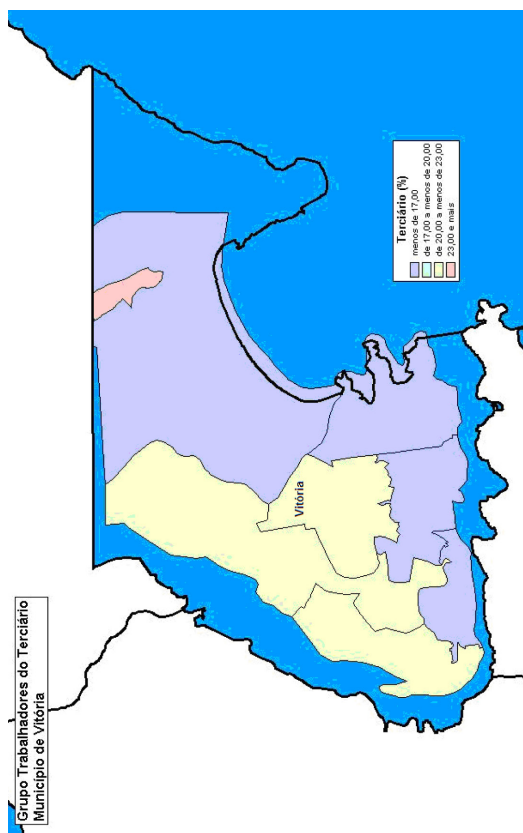 Grupo Trabalhadores do Terciário
Município de Vitória
Vitória
Terciário (%)
menos de 17,00
de 17,00 a menos de 20,00
de 20,00 a menos de 23,00
23,00 e mais